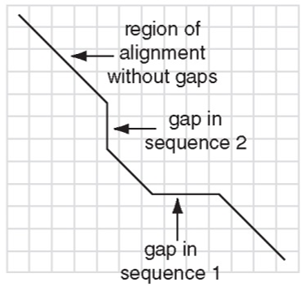 region of
alignment
without gaps
gap in
sequence 2
gap in
sequence 1